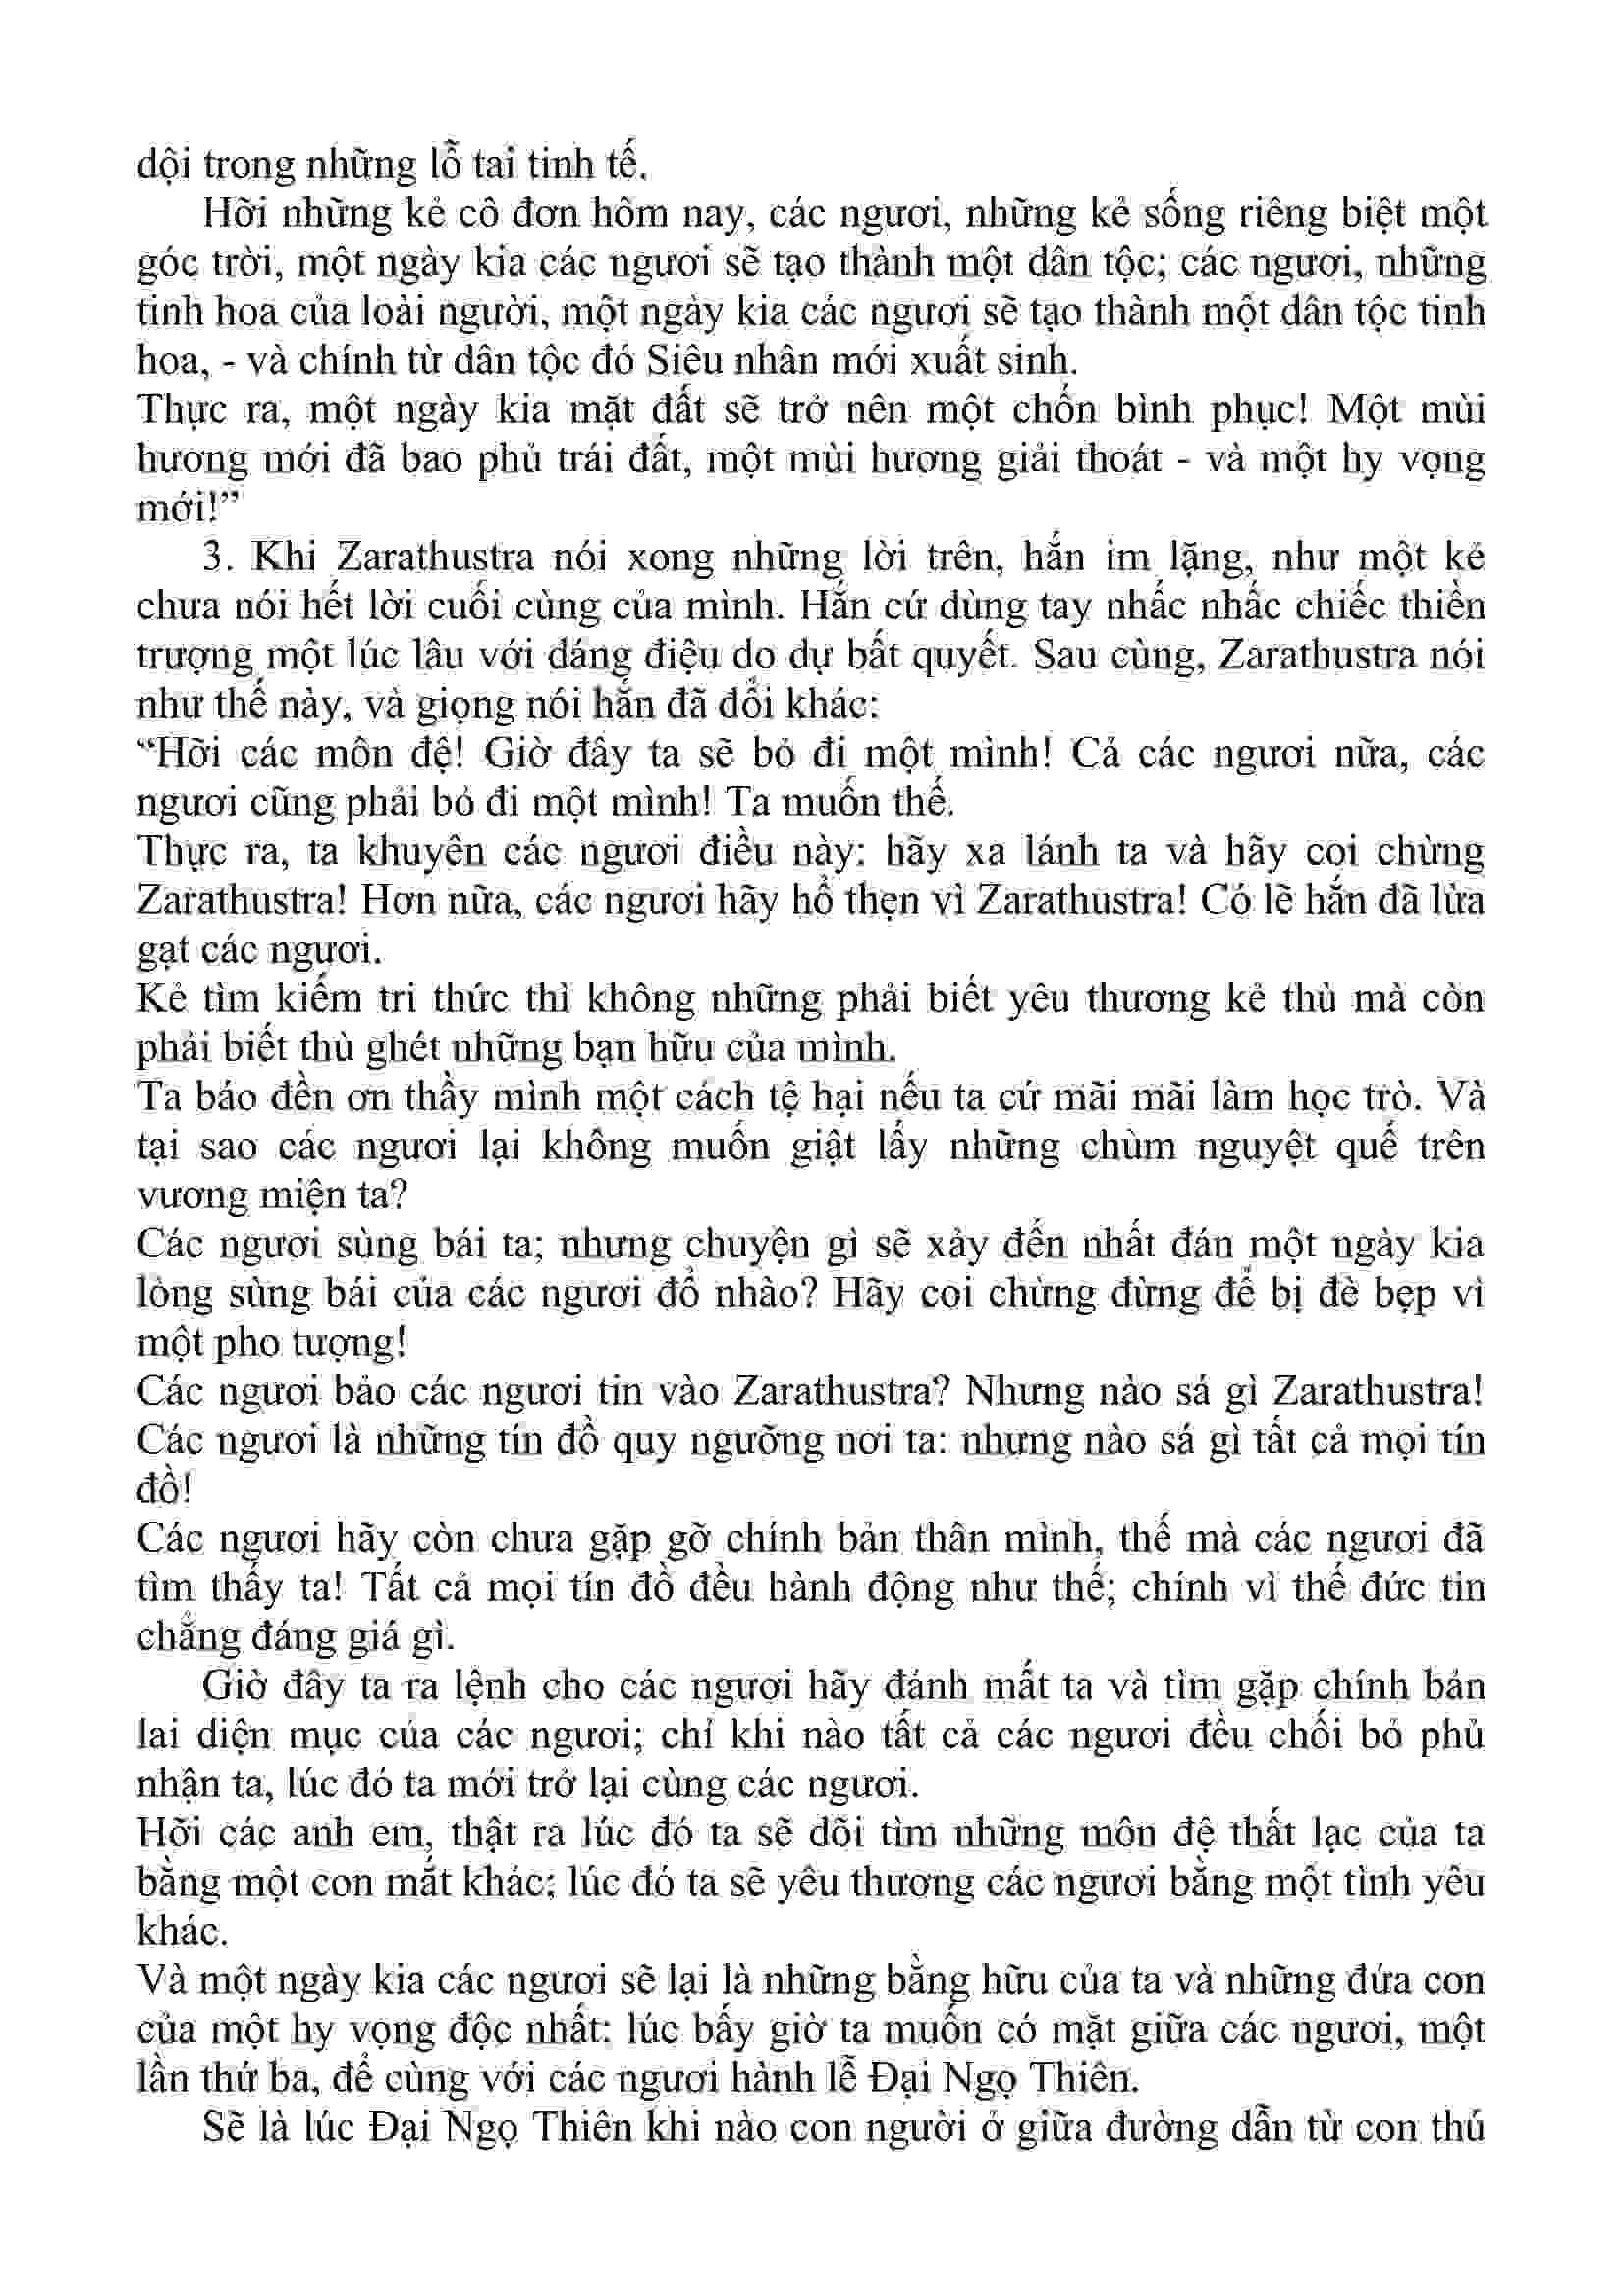 dội trong những lỗ tai tinh tế.
Hỡi những kẻ cô đơn hôm nay, các ngươi, những kẻ sống riêng biệt một
góc trời, một ngày kia các ngươi sẽ tạo thành một dân tộc; các ngươi, những
tinh hoa của loài người, một ngày kia các ngươi sẽ tạo thành một dân tộc tinh
hoa, - và chính từ dân tộc đó Siêu nhân mới xuất sinh.
Thực ra, một ngày kia mặt đất sẽ trở nên một chốn bình phục! Một mùi
hương mới đã bao phủ trái đất, một mùi hương giải thoát - và một hy vọng
mới!”
3. Khi Zarathustra nói xong những lời trên, hắn im lặng, như một kẻ
chưa nói hết lời cuối cùng của mình. Hắn cứ dùng tay nhấc nhấc chiếc thiền
trượng một lúc lâu với dáng điệu do dự bất quyết. Sau cùng, Zarathustra nói
như thế này, và giọng nói hắn đã đổi khác:
“Hỡi các môn đệ! Giờ đây ta sẽ bỏ đi một mình! Cả các ngươi nữa, các
ngươi cũng phải bỏ đi một mình! Ta muốn thế.
Thực ra, ta khuyên các ngươi điều này: hãy xa lánh ta và hãy coi chừng
Zarathustra! Hơn nữa, các ngươi hãy hổ thẹn vì Zarathustra! Có lẽ hắn đã lừa
gạt các ngươi.
Kẻ tìm kiếm tri thức thì không những phải biết yêu thương kẻ thù mà còn
phải biết thù ghét những bạn hữu của mình.
Ta báo đền ơn thầy mình một cách tệ hại nếu ta cứ mãi mãi làm học trò. Và
tại sao các ngươi lại không muốn giật lấy những chùm nguyệt quế trên
vương miện ta?
Các ngươi sùng bái ta; nhưng chuyện gì sẽ xảy đến nhất đán một ngày kia
lòng sùng bái của các ngươi đổ nhào? Hãy coi chừng đừng để bị đè bẹp vì
một pho tượng!
Các ngươi bảo các ngươi tin vào Zarathustra? Nhưng nào sá gì Zarathustra!
Các ngươi là những tín đồ quy ngưỡng nơi ta: nhưng nào sá gì tất cả mọi tín
đồ!
Các ngươi hãy còn chưa gặp gỡ chính bản thân mình, thế mà các ngươi đã
tìm thấy ta! Tất cả mọi tín đồ đều hành động như thế; chính vì thế đức tin
chẳng đáng giá gì.
Giờ đây ta ra lệnh cho các ngươi hãy đánh mất ta và tìm gặp chính bản
lai diện mục của các ngươi; chỉ khi nào tất cả các ngươi đều chối bỏ phủ
nhận ta, lúc đó ta mới trở lại cùng các ngươi.
Hỡi các anh em, thật ra lúc đó ta sẽ dõi tìm những môn đệ thất lạc của ta
bằng một con mắt khác; lúc đó ta sẽ yêu thương các ngươi bằng một tình yêu
khác.
Và một ngày kia các ngươi sẽ lại là những bằng hữu của ta và những đứa con
của một hy vọng độc nhất: lúc bấy giờ ta muốn có mặt giữa các ngươi, một
lần thứ ba, để cùng với các ngươi hành lễ Đại Ngọ Thiên.
Sẽ là lúc Đại Ngọ Thiên khi nào con người ở giữa đường dẫn từ con thú